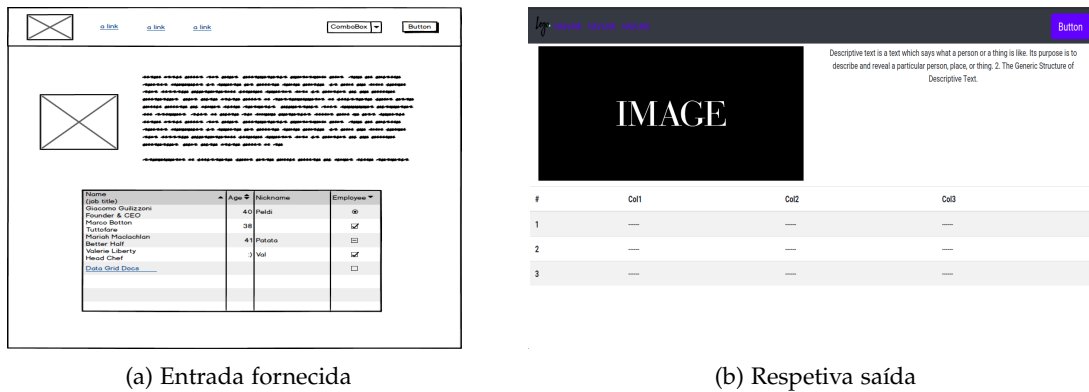 a link a link a link ComboBox Button
Name
(job title) Age Nickname Employee
Giacomo Guilizzoni
Founder & CEO 40 Peldi
Marco Botton
Tuttofare 38
Mariah Maclachlan
Better Half 41 Patata
Valerie Liberty
Head Chef :) Val
Data Grid Docs
(a) Entrada fornecida
Logo Button
Descriptive text is a text which says what a person or a thing is like. Its purpose is to
describe and reveal a particular person, place, or thing. 2. The Generic Structure of
Descriptive Text.
IMAGE
# Col1 Col2 Col3
1 ----- ----- -----
2 ----- ----- -----
3 ----- ----- -----
(b) Respetiva saída